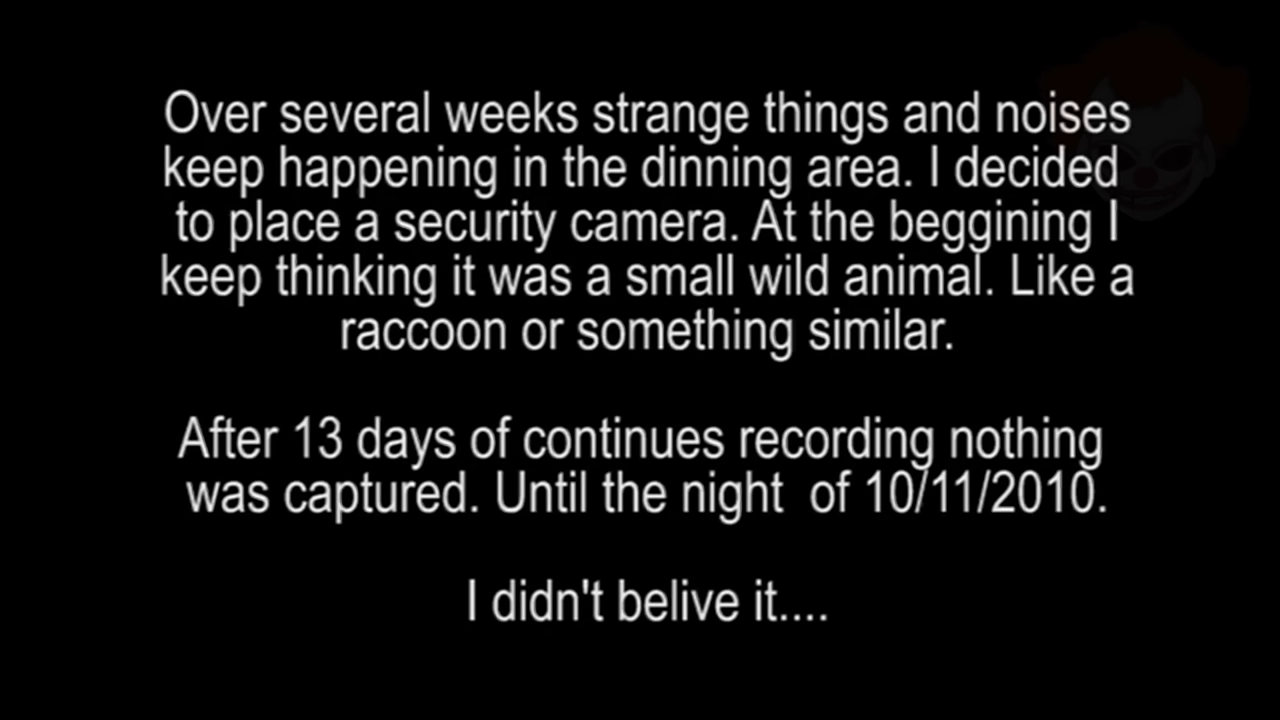 Over several weeks strange things and noises
keep happening in the dinning area. I decided
to place a security camera. At the beggining I
keep thinking it was a small wild animal. Like a
raccoon or something similar.
After 13 days of continues recording nothing
was captured. Until the night  of 10/11/2010.
I didn't belive it....